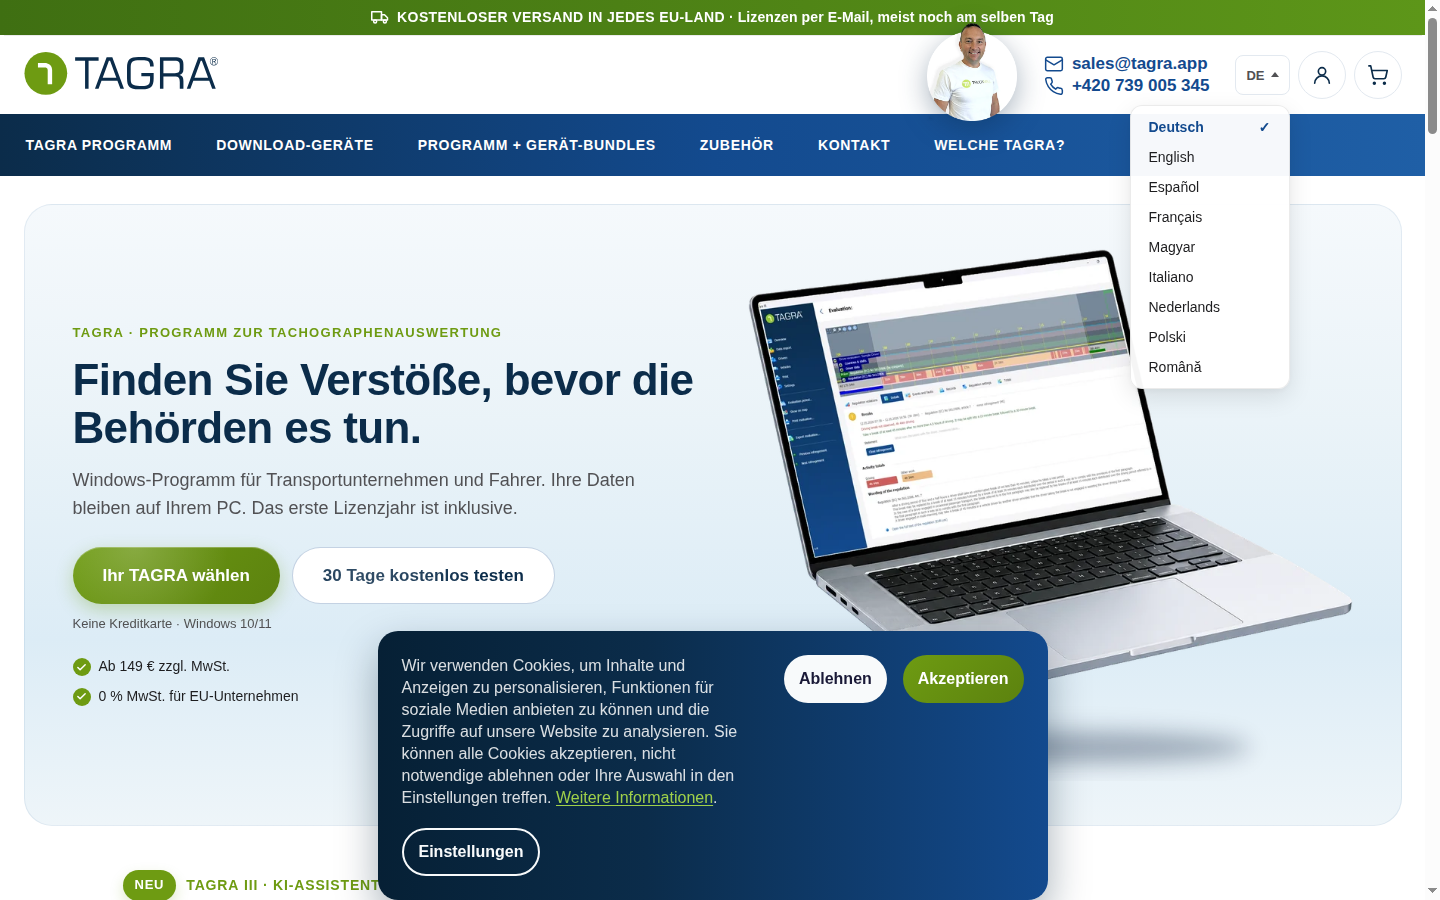 KOSTENLOSER VERSAND IN JEDES EU-LAND · Lizenzen per E-Mail, meist noch am selben Tag
TAGRA®
sales@tagra.app
+420 739 005 345
DE
TAGRA PROGRAMM
DOWNLOAD-GERÄTE
PROGRAMM + GERÄT-BUNDLES
ZUBEHÖR
KONTAKT
WELCHE TAGRA?
Deutsch ✓
English
Español
Français
Magyar
Italiano
Nederlands
Polski
Română
TAGRA · PROGRAMM ZUR TACHOGRAPHENAUSWERTUNG
Finden Sie Verstöße, bevor die
Behörden es tun.
Windows-Programm für Transportunternehmen und Fahrer. Ihre Daten
bleiben auf Ihrem PC. Das erste Lizenzjahr ist inklusive.
Ihr TAGRA wählen
30 Tage kostenlos testen
Keine Kreditkarte · Windows 10/11
Ab 149 € zzgl. MwSt.
0 % MwSt. für EU-Unternehmen
TAGRA
Evaluation
Wir verwenden Cookies, um Inhalte und
Anzeigen zu personalisieren, Funktionen für
soziale Medien anbieten zu können und die
Zugriffe auf unsere Website zu analysieren. Sie
können alle Cookies akzeptieren, nicht
notwendige ablehnen oder Ihre Auswahl in den
Einstellungen treffen. Weitere Informationen.
Ablehnen
Akzeptieren
Einstellungen
NEU
TAGRA III · KI-ASSISTENT